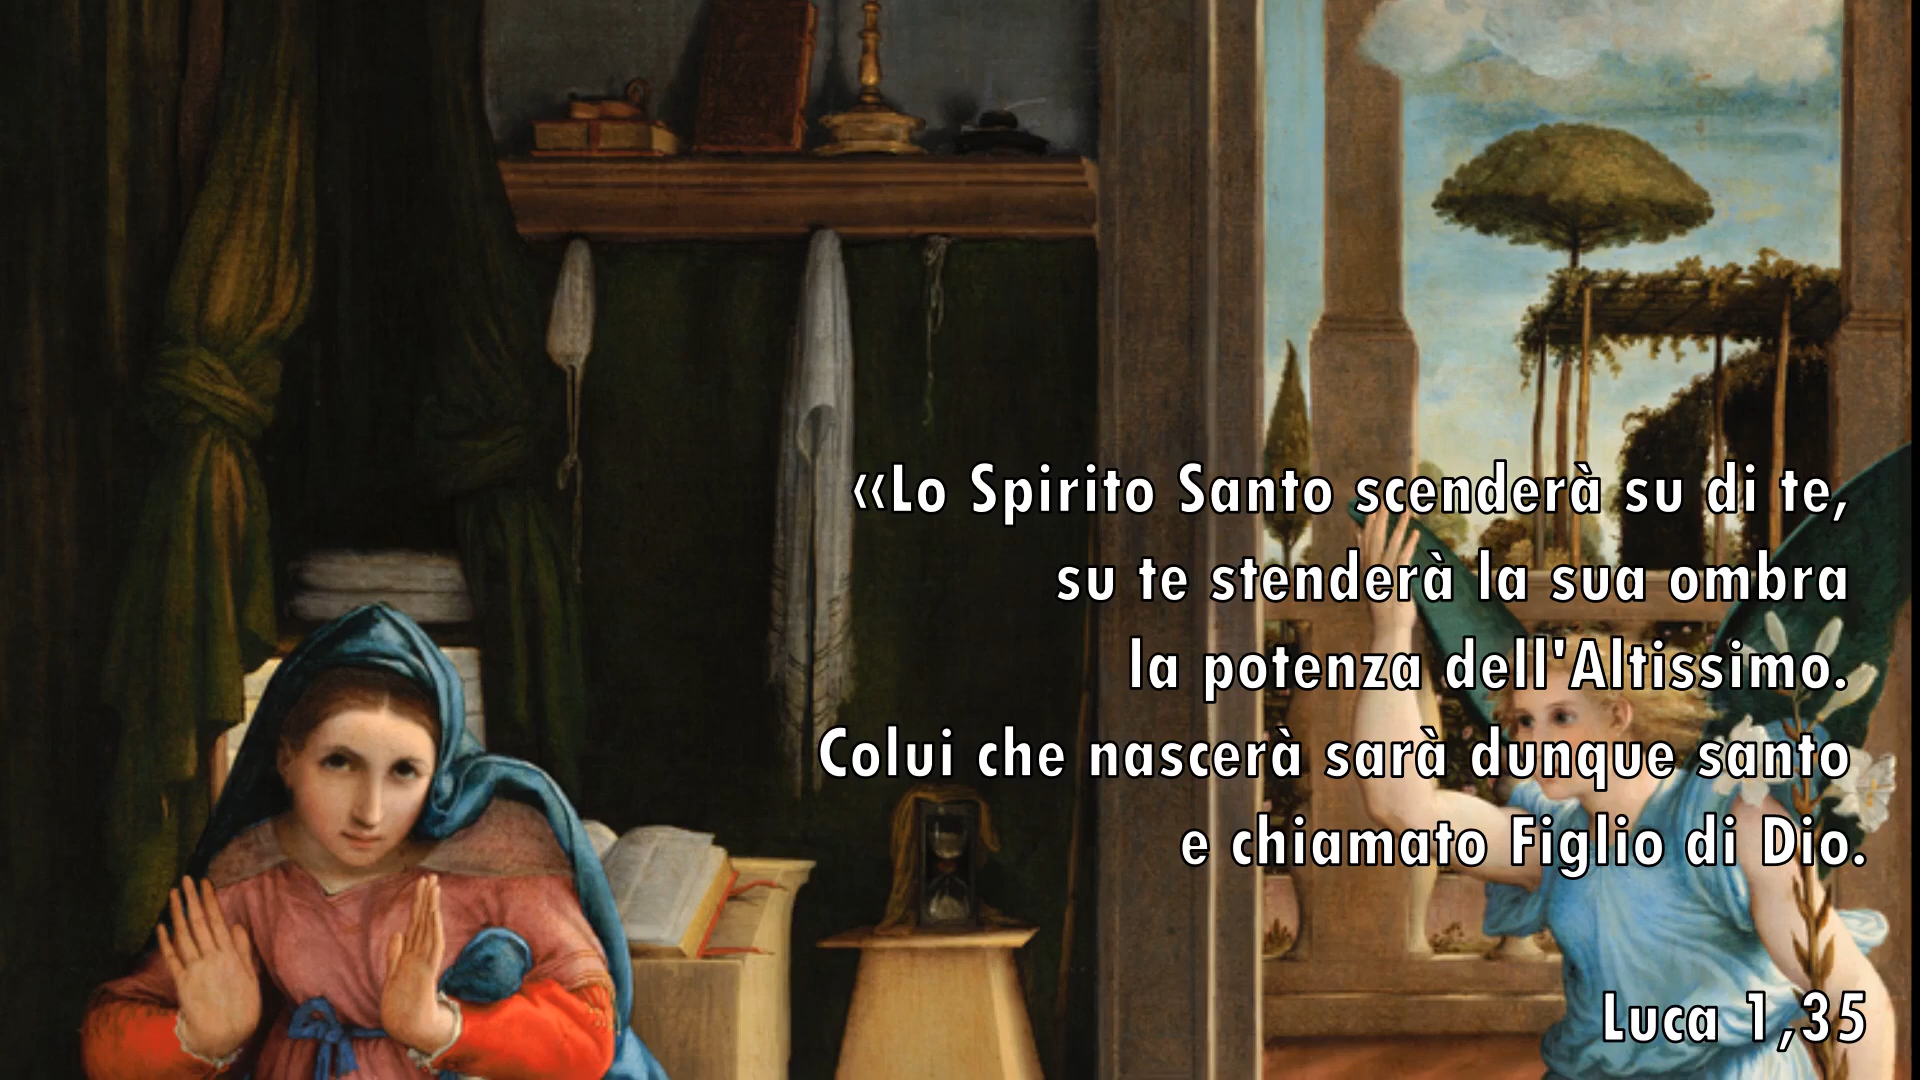 «Lo Spirito Santo scenderà su di te,
su te stenderà la sua ombra
la potenza dell'Altissimo.
Colui che nascerà sarà dunque santo
e chiamato Figlio di Dio.
Luca 1,35